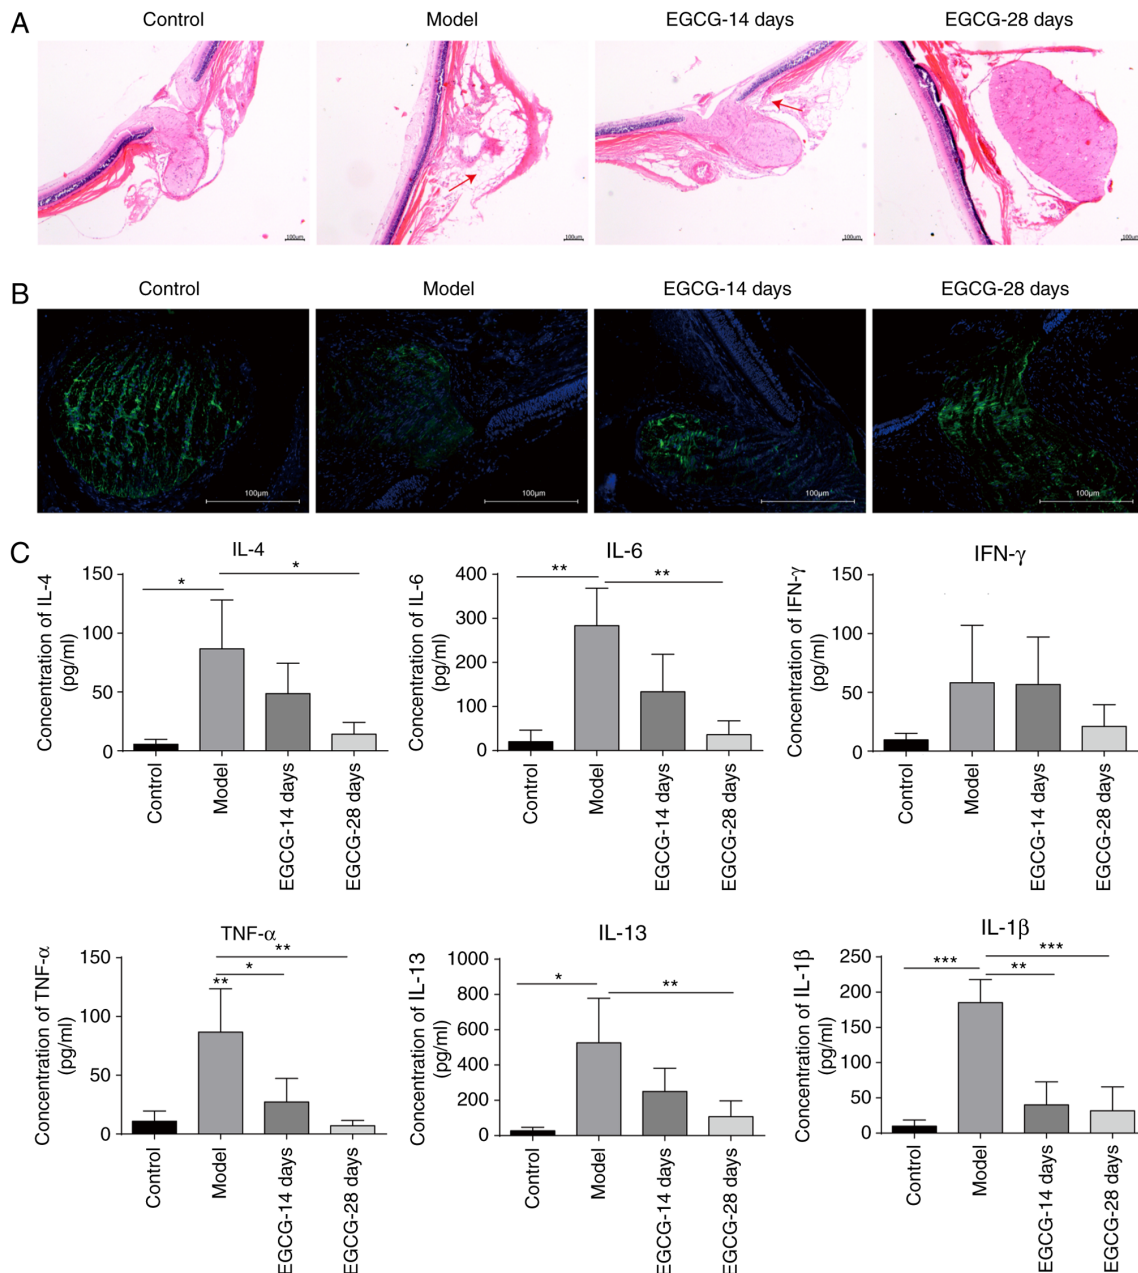 A
Control
Model
EGCG-14 days
EGCG-28 days
100µm
100µm
100µm
100µm
B
Control
Model
EGCG-14 days
EGCG-28 days
100µm
100µm
100µm
100µm
C
IL-4
Concentration of IL-4
(pg/ml)
150
100
50
0
*
*
Control
Model
EGCG-14 days
EGCG-28 days
IL-6
Concentration of IL-6
(pg/ml)
400
300
200
100
0
**
**
Control
Model
EGCG-14 days
EGCG-28 days
IFN-γ
Concentration of IFN-γ
(pg/ml)
150
100
50
0
Control
Model
EGCG-14 days
EGCG-28 days
TNF-α
Concentration of TNF-α
(pg/ml)
150
100
50
0
**
*
**
Control
Model
EGCG-14 days
EGCG-28 days
IL-13
Concentration of IL-13
(pg/ml)
1000
800
600
400
200
0
*
**
Control
Model
EGCG-14 days
EGCG-28 days
IL-1β
Concentration of IL-1β
(pg/ml)
250
200
150
100
50
0
***
***
**
Control
Model
EGCG-14 days
EGCG-28 days